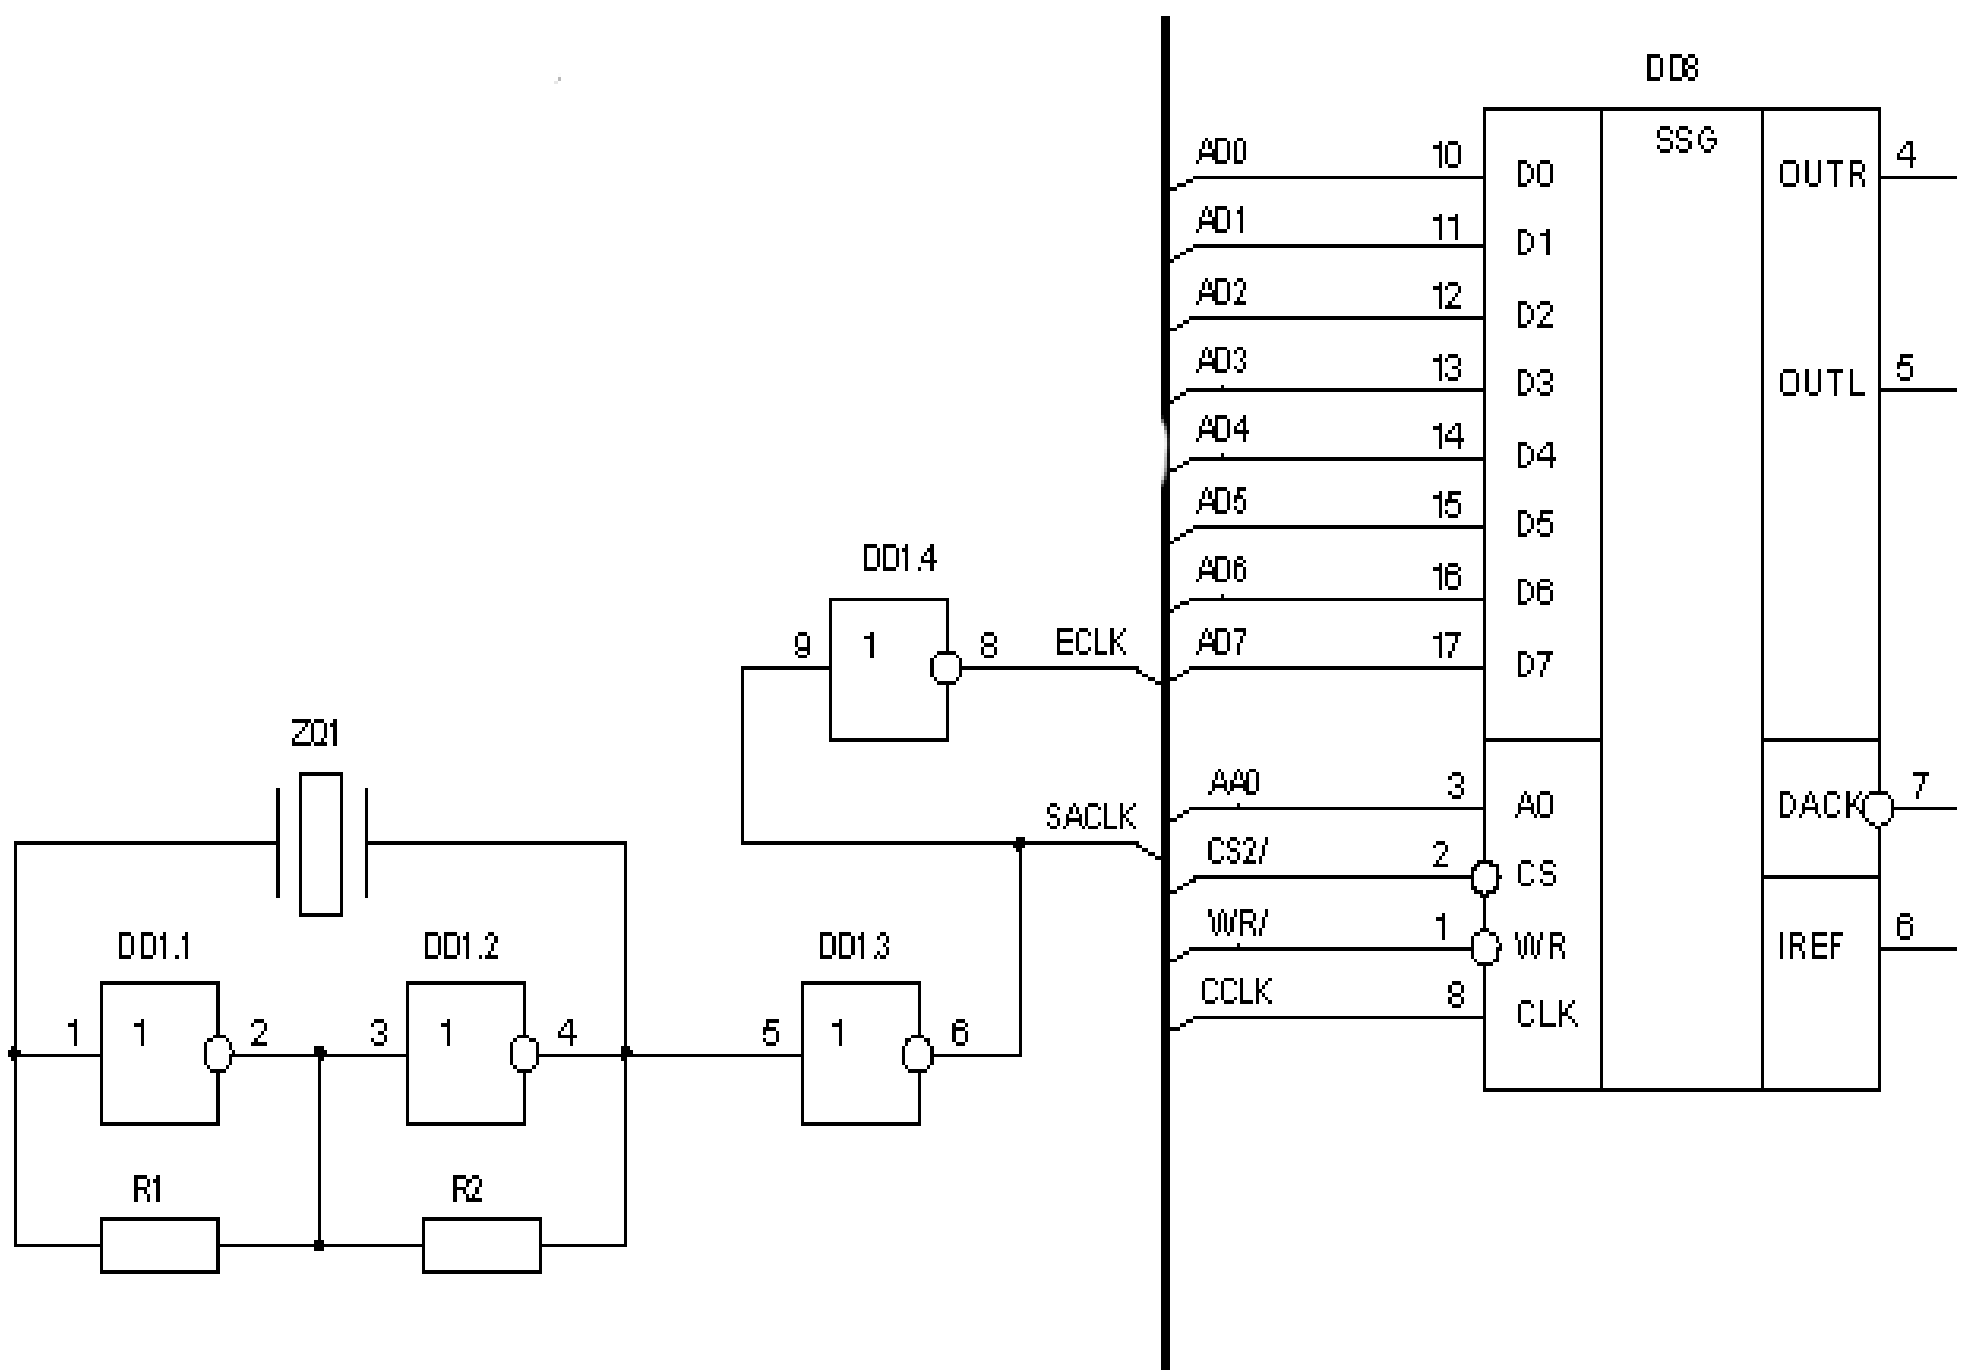 DD8
SSG
AD0 10 D0 OUTR 4
AD1 11 D1
AD2 12 D2
AD3 13 D3 OUTL 5
AD4 14 D4
AD5 15 D5
AD6 16 D6
AD7 17 D7
AA0 3 A0 DACK 7
CS2/ 2 CS
WR/ 1 WR IREF 6
CCLK 8 CLK
DD1.4
9 1 8 ECLK
SACLK
ZQ1
DD1.1 DD1.2 DD1.3
1 1 2 3 1 4 5 1 6
R1 R2